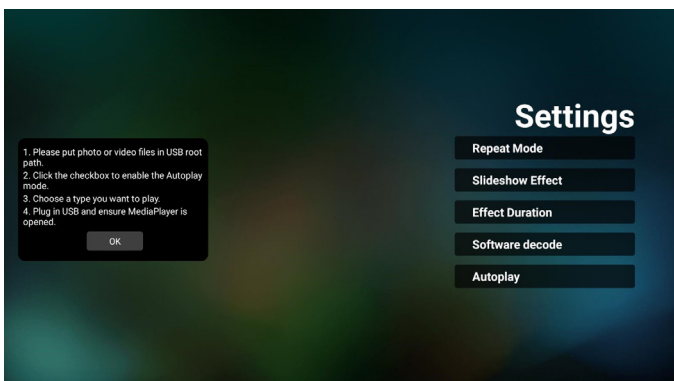 Settings
1. Please put photo or video files in USB root
path.
2. Click the checkbox to enable the Autoplay
mode.
3. Choose a type you want to play.
4. Plug in USB and ensure MediaPlayer is
opened.
OK
Repeat Mode
Slideshow Effect
Effect Duration
Software decode
Autoplay